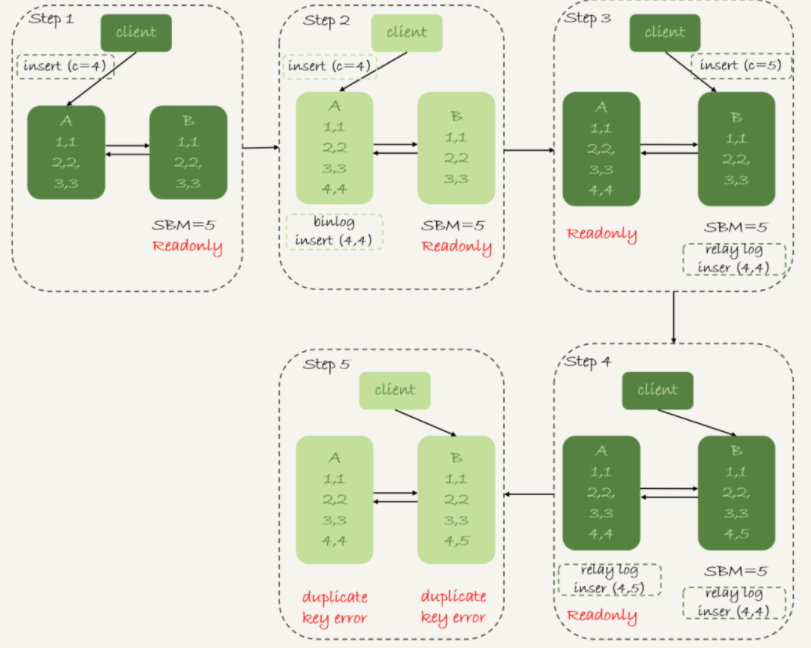 Step 1
client
insert (c=4)
A
1,1
2,2,
3,3
B
1,1
2,2,
3,3
SBM=5
Readonly
Step 2
client
insert (c=4)
A
1,1
2,2
3,3
4,4
B
1,1
2,2
3,3
binlog
insert (4,4)
SBM=5
Readonly
Step 3
client
insert (c=5)
A
1,1
2,2,
3,3
4,4
B
1,1
2,2,
3,3
Readonly
SBM=5
relay log
inser (4,4)
Step 4
client
A
1,1
2,2,
3,3
4,4
B
1,1
2,2,
3,3
4,5
relay log
inser (4,5)
Readonly
SBM=5
relay log
inser (4,4)
Step 5
client
A
1,1
2,2
3,3
4,4
B
1,1
2,2
3,3
4,5
duplicate
key error
duplicate
key error